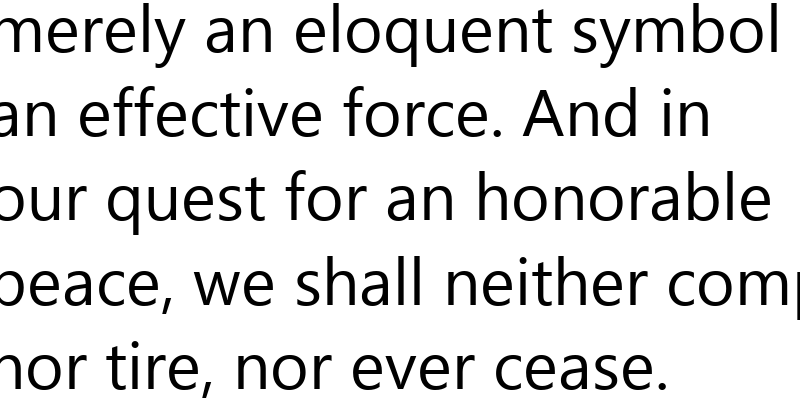 merely an eloquent symbol
an effective force. And in
our quest for an honorable
peace, we shall neither
nor tire, nor ever cease.